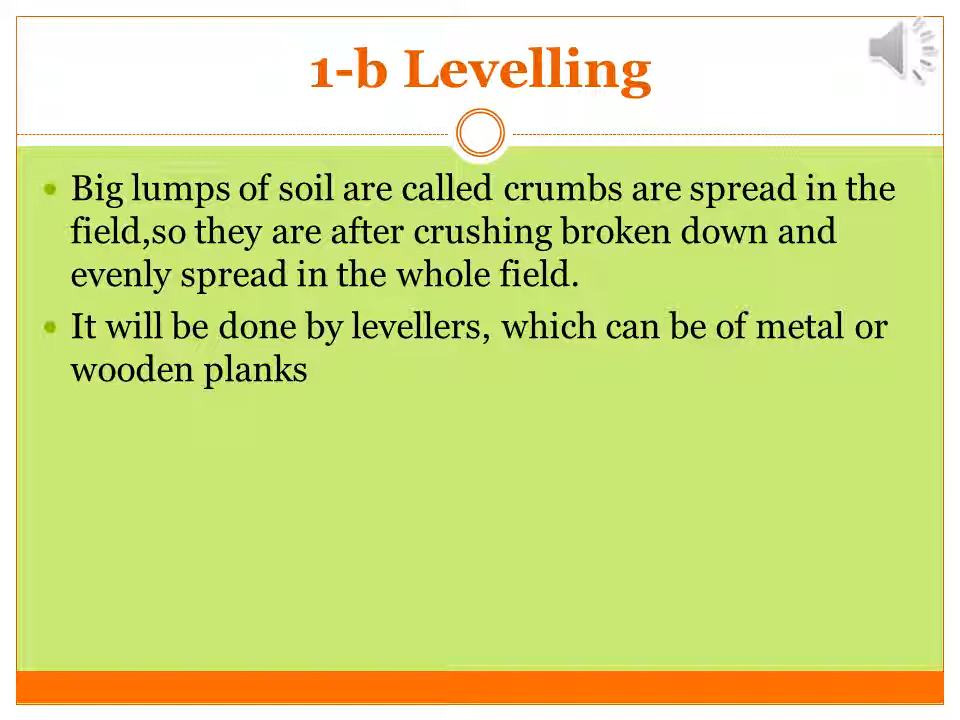 1-b Levelling
Big lumps of soil are called crumbs are spread in the
field,so they are after crushing broken down and
evenly spread in the whole field.
It will be done by levellers, which can be of metal or
wooden planks